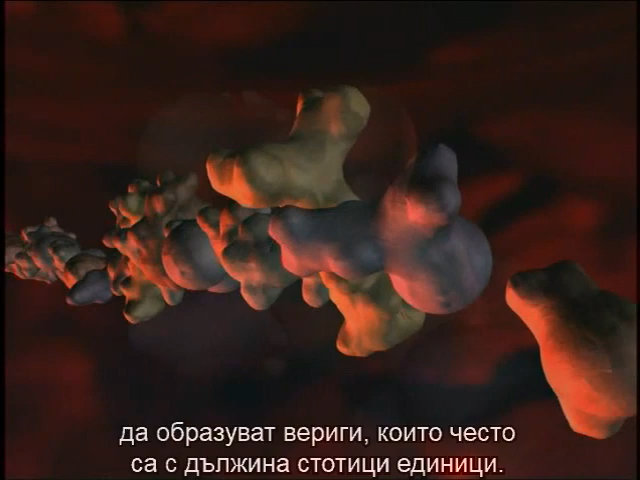 да образуват вериги, които често
са с дължина стотици единици.